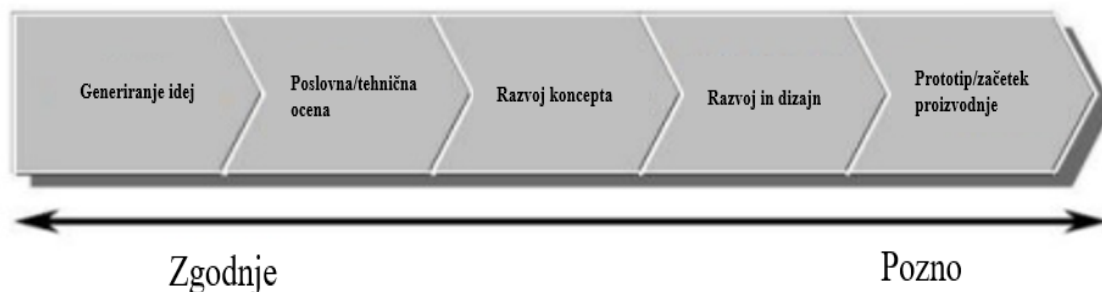 Generiranje idej
Poslovna/tehnična
ocena
Razvoj koncepta
Razvoj in dizajn
Prototip/začetek
proizvodnje
Zgodnje
Pozno